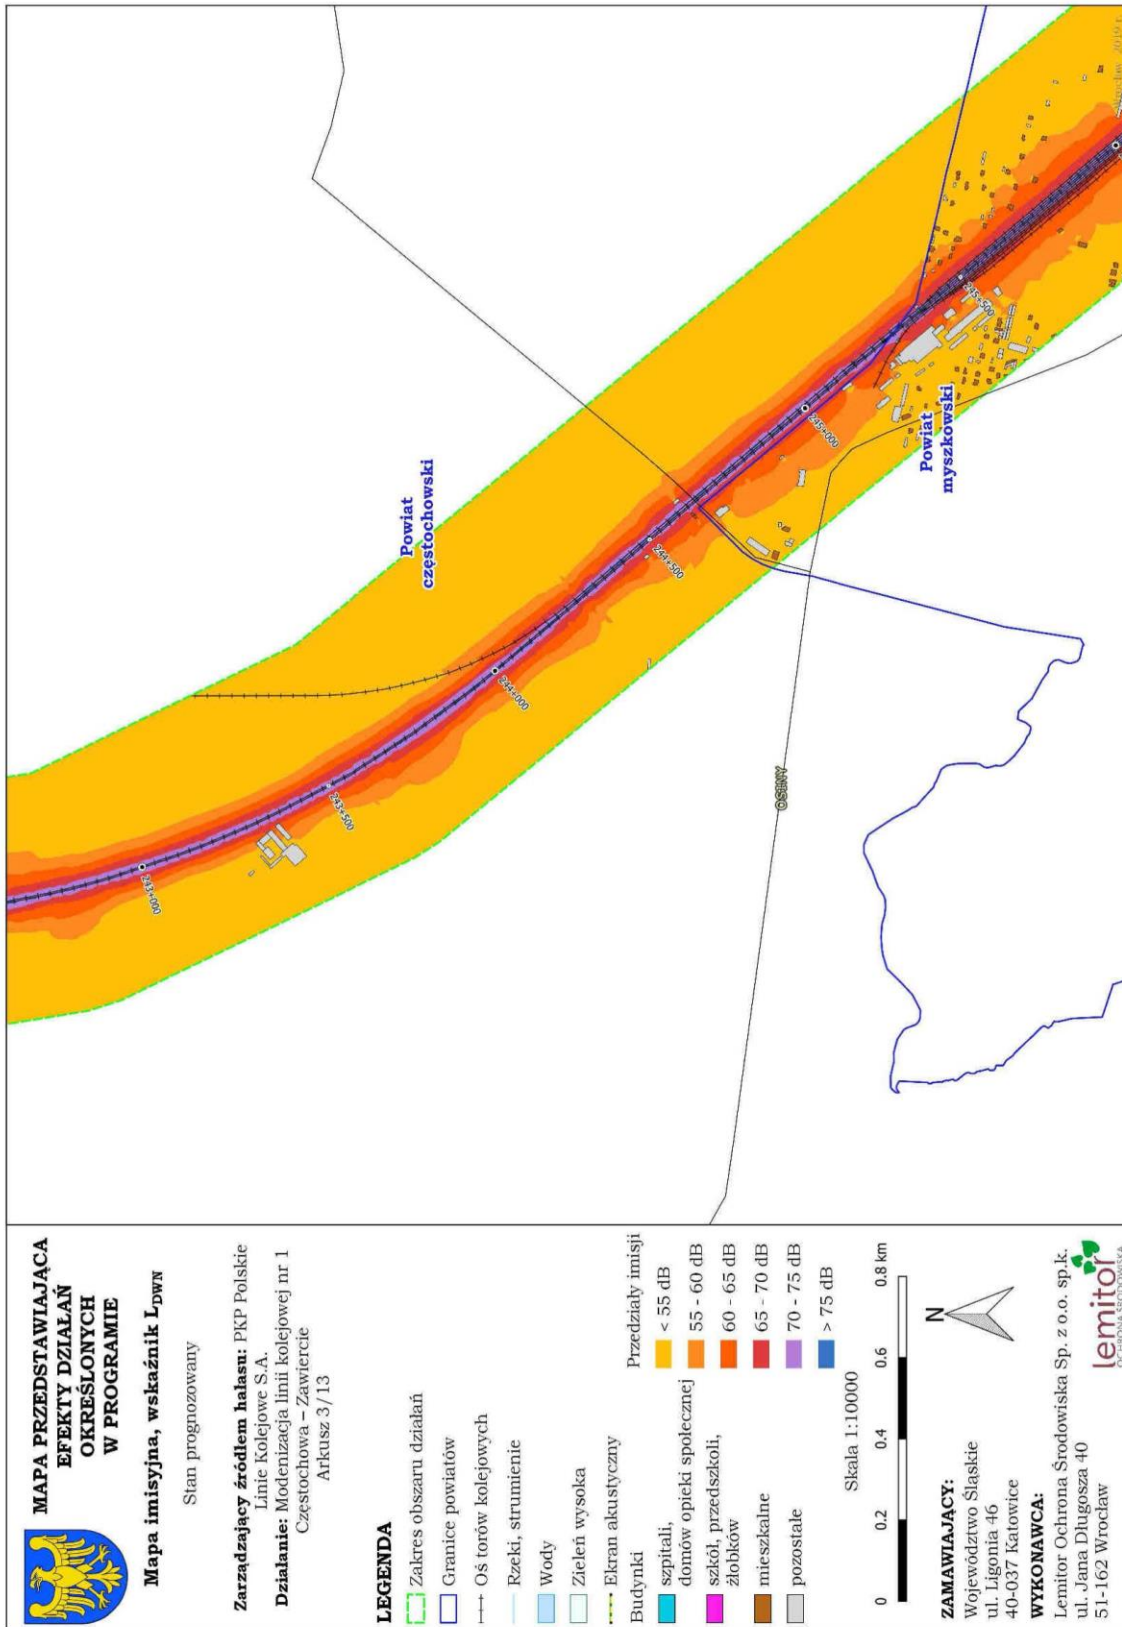 MAPA PRZEDSTAWIAJĄCA
EFEKTY DZIAŁAŃ
OKREŚLONYCH
W PROGRAMIE
Mapa imisyjna, wskaźnik LDWN
Stan prognozowany
Zarządzający źródłem hałasu: PKP Polskie
Linie Kolejowe S.A.
Działanie: Modenizacja linii kolejowej nr 1
Częstochowa – Zawiercie
Arkusz 3/13
LEGENDA
Zakres obszaru działań
Granice powiatów
Oś torów kolejowych
Rzeki, strumienie
Wody
Zieleń wysoka
Ekran akustyczny
Budynki
szpitali,
domów opieki społecznej
szkół, przedszkoli,
żłobków
mieszkalne
pozostałe
Przedziały imisji
< 55 dB
55 - 60 dB
60 - 65 dB
65 - 70 dB
70 - 75 dB
> 75 dB
Skala 1:10000
0 0.2 0.4 0.6 0.8 km
N
ZAMAWIAJĄCY:
Województwo Śląskie
ul. Ligonia 46
40-037 Katowice
WYKONAWCA:
Lemitor Ochrona Środowiska Sp. z o.o. sp.k.
ul. Jana Długosza 40
51-162 Wrocław
lemitor
OCHRONA ŚRODOWISKA
243+000
243+500
244+000
244+500
245+000
245+500
Powiat
częstochowski
Powiat
myszkowski
OSINY
Wrocław, 2019 r.